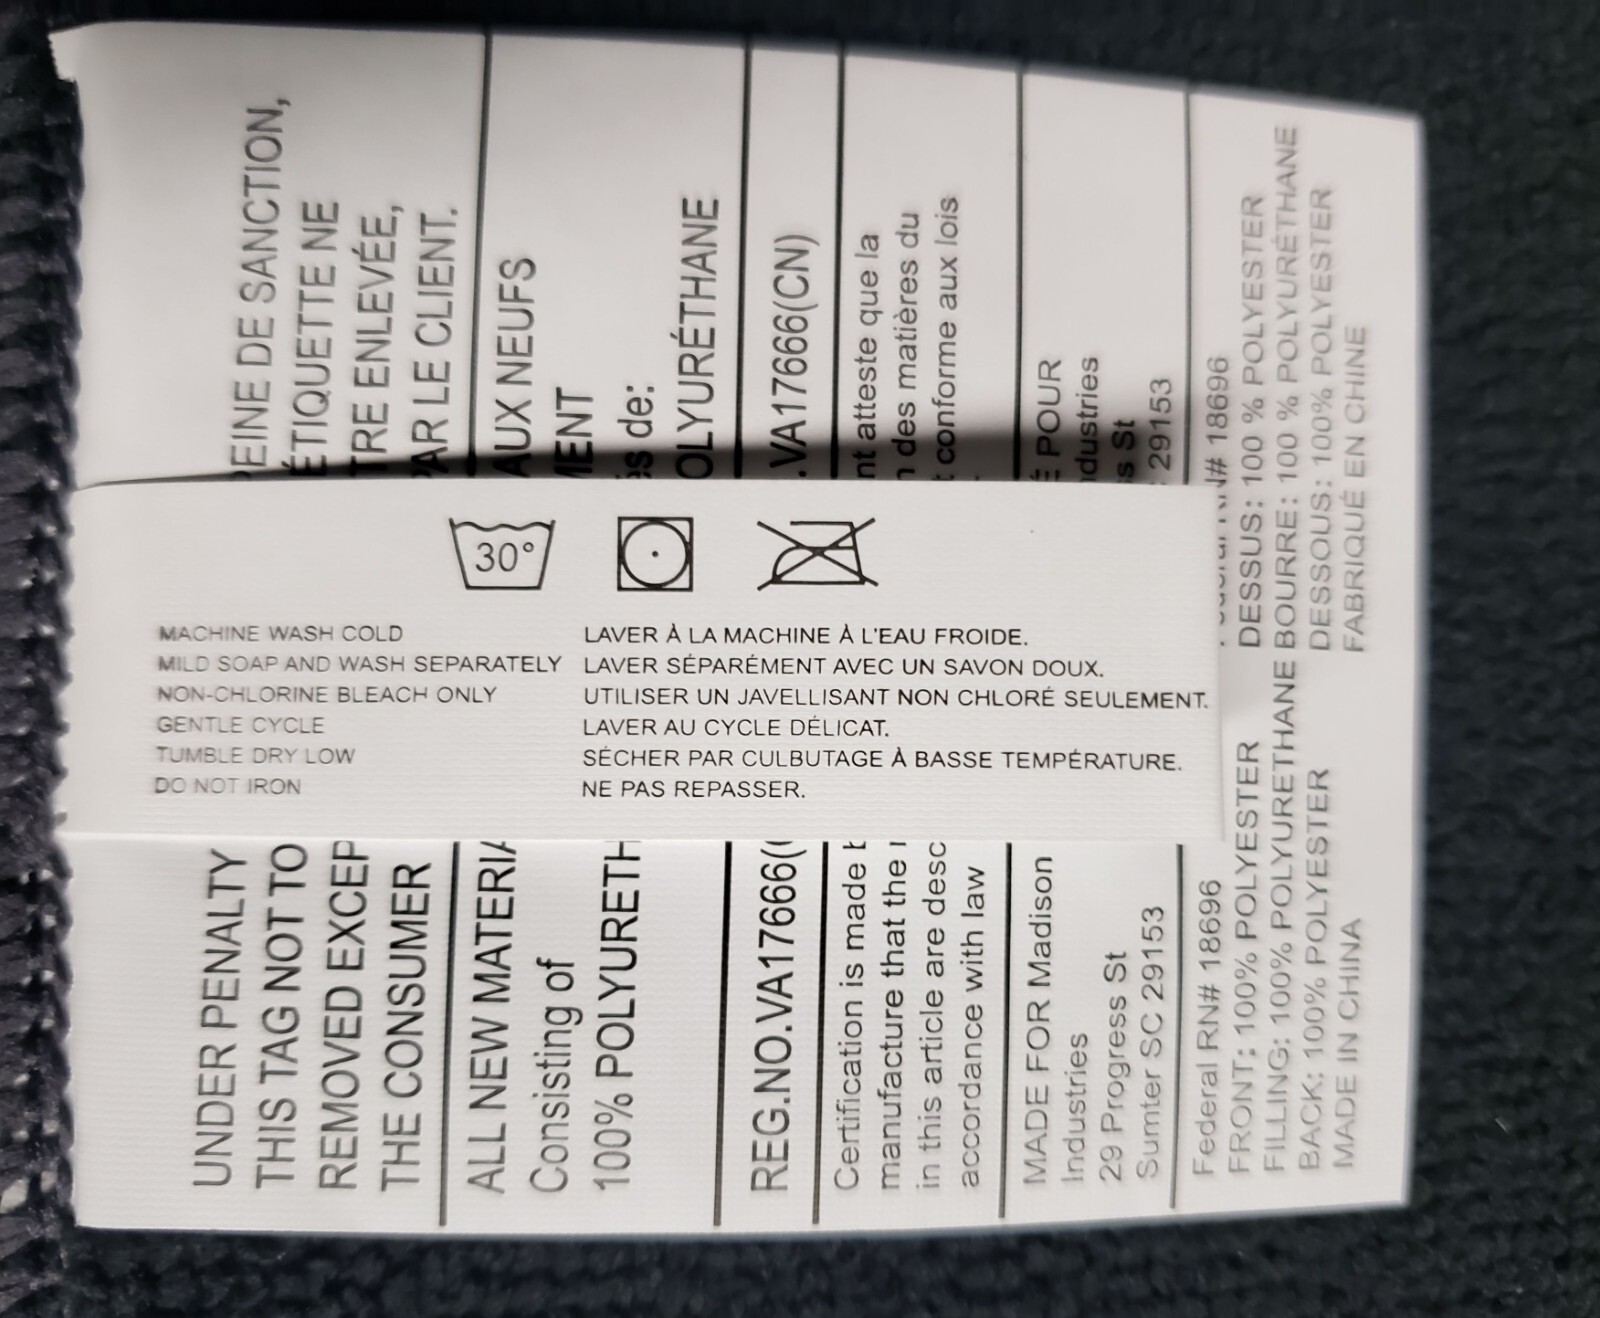 30°
MACHINE WASH COLD
MILD SOAP AND WASH SEPARATELY
NON-CHLORINE BLEACH ONLY
GENTLE CYCLE
TUMBLE DRY LOW
DO NOT IRON
LAVER À LA MACHINE À L'EAU FROIDE.
LAVER SÉPARÉMENT AVEC UN SAVON DOUX.
UTILISER UN JAVELLISANT NON CHLORÉ SEULEMENT.
LAVER AU CYCLE DÉLICAT.
SÉCHER PAR CULBUTAGE À BASSE TEMPÉRATURE.
NE PAS REPASSER.
UNDER PENALTY
THIS TAG NOT TO
REMOVED EXCEP
THE CONSUMER
ALL NEW MATERIA
Consisting of
100% POLYURETH
REG.NO.VA17666(
Certification is made
manufacture that the
in this article are desc
accordance with law
MADE FOR Madison
Industries
29 Progress St
Sumter SC 29153
Federal RN# 18696
FRONT: 100% POLYESTER
FILLING: 100% POLYURETHANE
BACK: 100% POLYESTER
MADE IN CHINA
PEINE DE SANCTION,
ÉTIQUETTE NE
TRE ENLEVÉE,
PAR LE CLIENT.
AUX NEUFS
MENT
és de:
OLYURÉTHANE
.VA17666(CN)
nt atteste que la
des matières du
conforme aux lois
POUR
ndustries
s St
29153
RN# 18696
DESSUS: 100 % POLYESTER
BOURRE: 100 % POLYURÉTHANE
DESSOUS: 100% POLYESTER
FABRIQUÉ EN CHINE